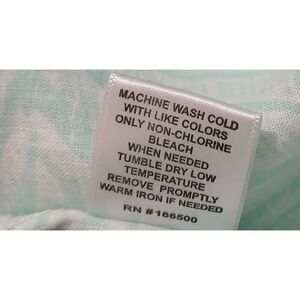 MACHINE WASH COLD
WITH LIKE COLORS
ONLY NON-CHLORINE
BLEACH
WHEN NEEDED
TUMBLE DRY LOW
TEMPERATURE
REMOVE PROMPTLY
WARM IRON IF NEEDED
RN #166500